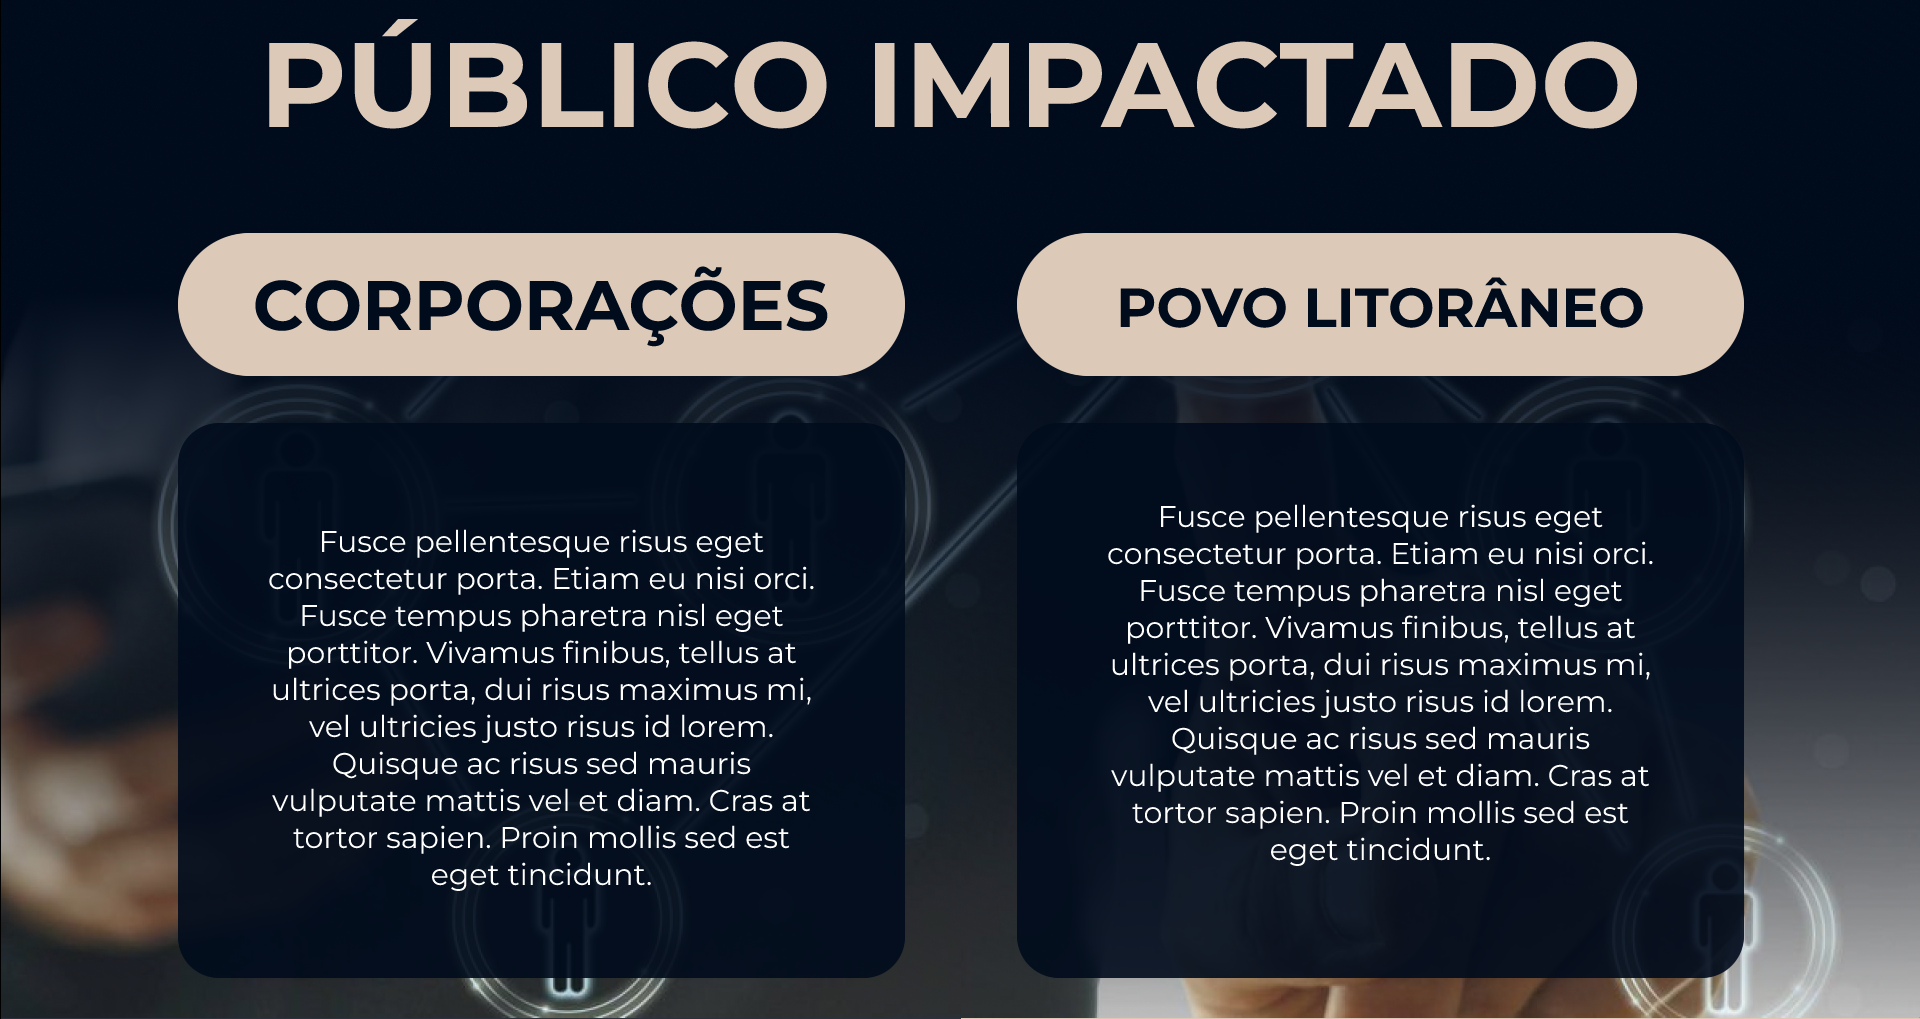 PÚBLICO IMPACTADO
CORPORAÇÕES
Fusce pellentesque risus eget
consectetur porta. Etiam eu nisi orci.
Fusce tempus pharetra nisl eget
porttitor. Vivamus finibus, tellus at
ultrices porta, dui risus maximus mi,
vel ultricies justo risus id lorem.
Quisque ac risus sed mauris
vulputate mattis vel et diam. Cras at
tortor sapien. Proin mollis sed est
eget tincidunt.
POVO LITORÂNEO
Fusce pellentesque risus eget
consectetur porta. Etiam eu nisi orci.
Fusce tempus pharetra nisl eget
porttitor. Vivamus finibus, tellus at
ultrices porta, dui risus maximus mi,
vel ultricies justo risus id lorem.
Quisque ac risus sed mauris
vulputate mattis vel et diam. Cras at
tortor sapien. Proin mollis sed est
eget tincidunt.